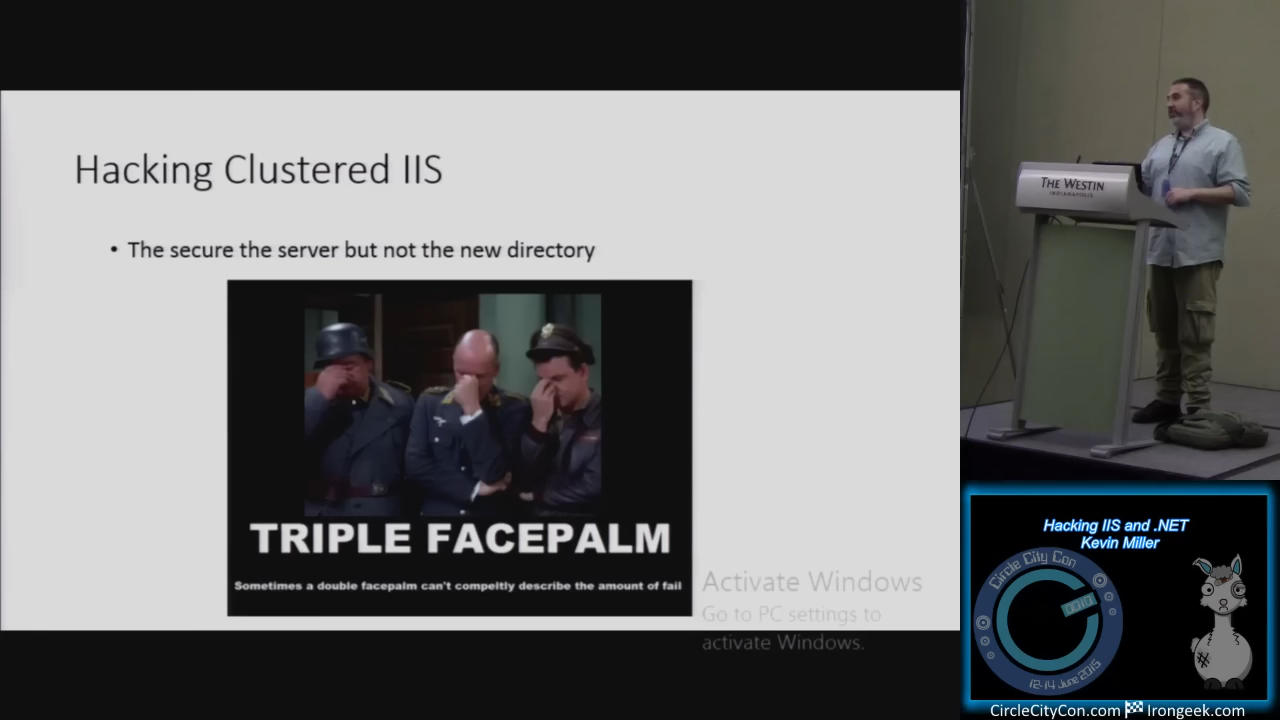 Hacking Clustered IIS
• The secure the server but not the new directory
TRIPLE FACEPALM
Sometimes a double facepalm can't compeltly describe the amount of fail
Activate Windows
Go to PC settings to
activate Windows.
THE WESTIN
INDIANAPOLIS
Hacking IIS and .NET
Kevin Miller
Circle City Con
12-14 June 2015
CircleCityCon.com Irongeek.com